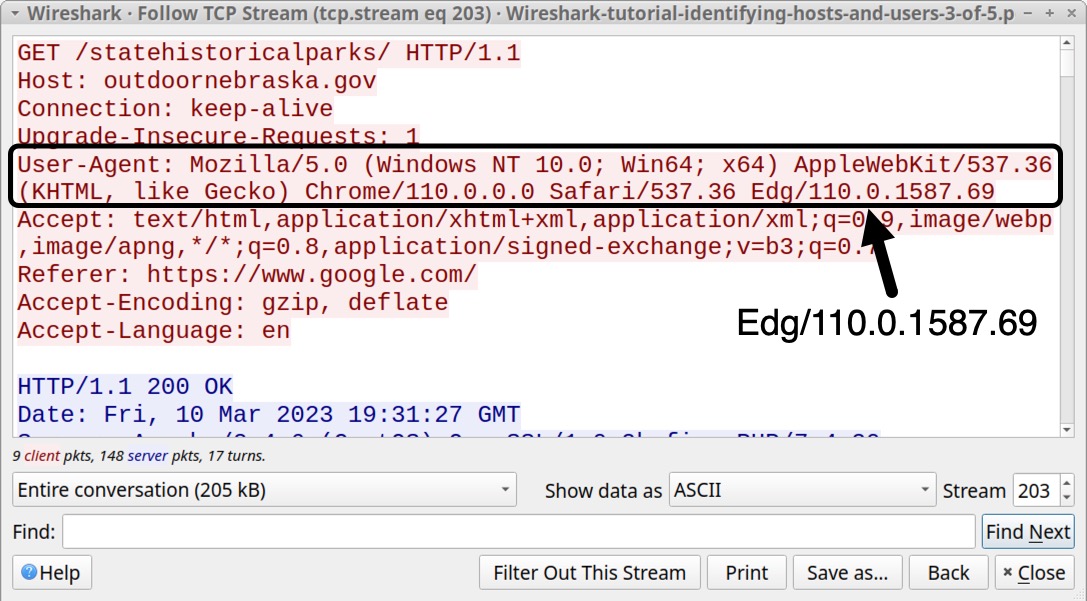 Wireshark · Follow TCP Stream (tcp.stream eq 203) · Wireshark-tutorial-identifying-hosts-and-users-3-of-5.p
GET /statehistoricalparks/ HTTP/1.1
Host: outdoornebraska.gov
Connection: keep-alive
Upgrade-Insecure-Requests: 1
User-Agent: Mozilla/5.0 (Windows NT 10.0; Win64; x64) AppleWebKit/537.36
(KHTML, like Gecko) Chrome/110.0.0.0 Safari/537.36 Edg/110.0.1587.69
Accept: text/html,application/xhtml+xml,application/xml;q=0.9,image/webp
,image/apng,*/*;q=0.8,application/signed-exchange;v=b3;q=0.7
Referer: https://www.google.com/
Accept-Encoding: gzip, deflate
Accept-Language: en
Edg/110.0.1587.69
HTTP/1.1 200 OK
Date: Fri, 10 Mar 2023 19:31:27 GMT
9 client pkts, 148 server pkts, 17 turns.
Entire conversation (205 kB)
Show data as
ASCII
Stream
203
Find:
Find Next
Help
Filter Out This Stream
Print
Save as...
Back
Close